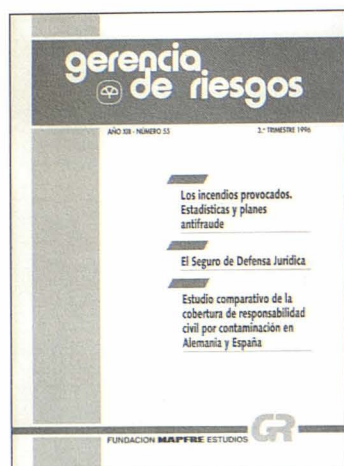 gerencia
de riesgos
AÑO XIII - NÚMERO 55 3.er TRIMESTRE 1996
Los incendios provocados.
Estadísticas y planes
antifraude
El Seguro de Defensa Jurídica
Estudio comparativo de la
cobertura de responsabilidad
civil por contaminación en
Alemania y España
FUNDACION MAPFRE ESTUDIOS
GR